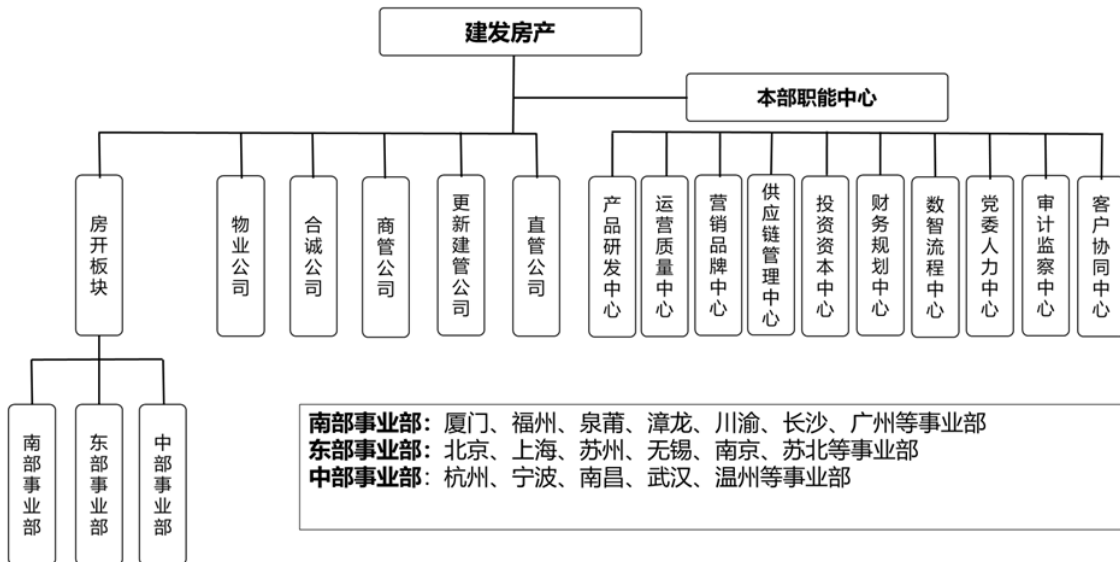 建发房产
本部职能中心
房开板块
物业公司
合诚公司
商管公司
更新建管公司
直管公司
产品研发中心
运营质量中心
营销品牌中心
供应链管理中心
投资资本中心
财务规划中心
数智流程中心
党委人力中心
审计监察中心
客户协同中心
南部事业部
东部事业部
中部事业部
南部事业部：厦门、福州、泉莆、漳龙、川渝、长沙、广州等事业部
东部事业部：北京、上海、苏州、无锡、南京、苏北等事业部
中部事业部：杭州、宁波、南昌、武汉、温州等事业部